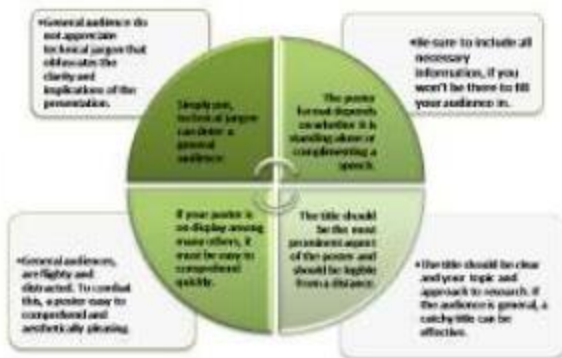 •General audience do
not appreciate
technical jargon that
obfuscates the
clarity and
implications of the
presentation.
Simply put,
technical jargon
can deter a
general
audience.
The poster
format depends
on whether it is
standing alone or
complimenting a
speech.
•Be sure to include all
necessary
information, if you
won't be there to fill
your audience in.
•General audiences,
are flighty and
distracted. To combat
this, a poster easy to
comprehend and
aesthetically pleasing.
If your poster is
on display among
many others, it
must be easy to
comprehend
quickly.
The title should
be the most
prominent aspect
of the poster and
should be legible
from a distance.
•The title should be clear
and your topic and
approach to research. If
the audience is general, a
catchy title can be
effective.